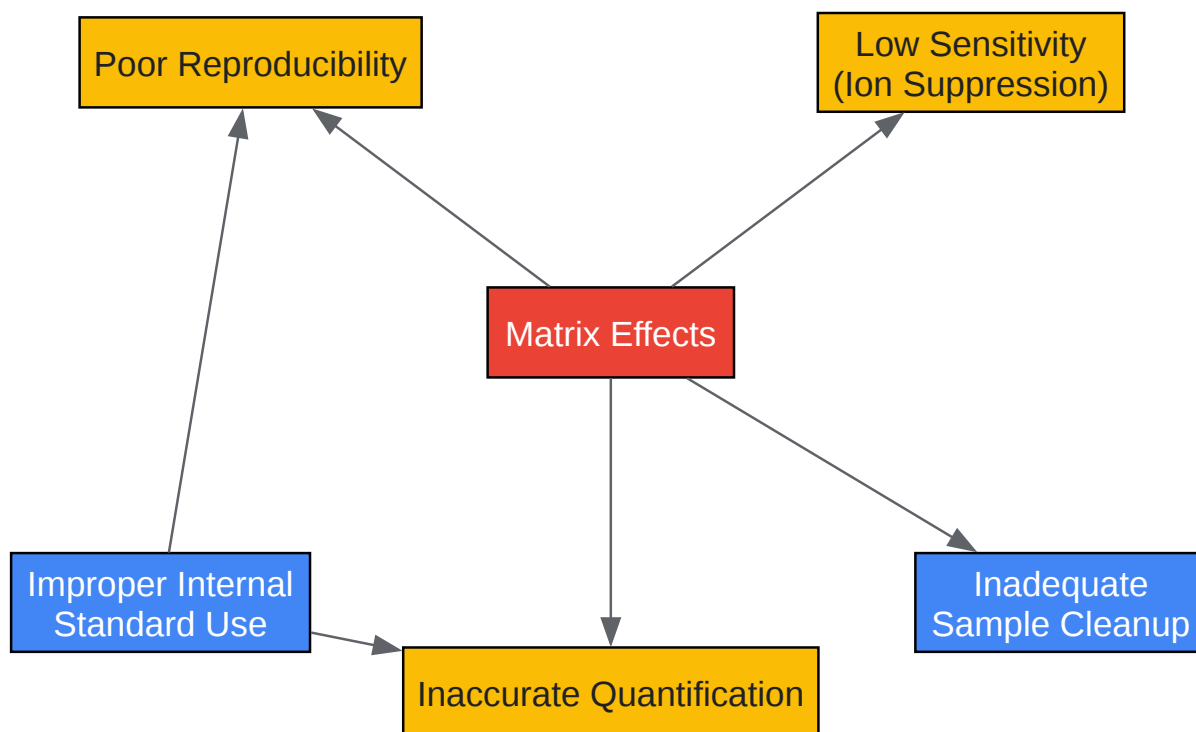 Poor Reproducibility
Low Sensitivity
(Ion Suppression)
Matrix Effects
Improper Internal
Standard Use
Inadequate
Sample Cleanup
Inaccurate Quantification